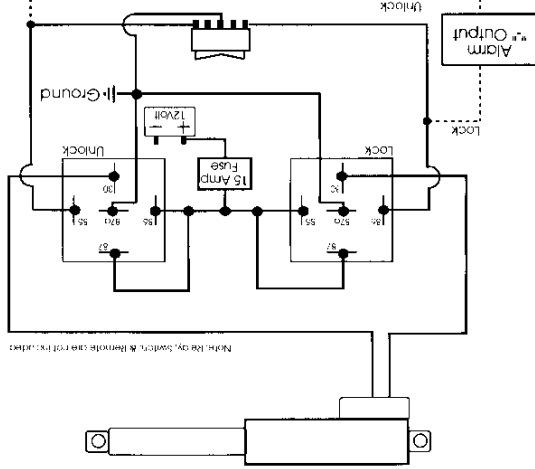 Note: Relay, Switch, & Remote are not included
87
87
86
87a
85
86
87a
85
30
30
Lock
15 Amp
Fuse
Unlock
+ -
12Volt
Ground
Lock
Alarm
"-" Output
Unlock